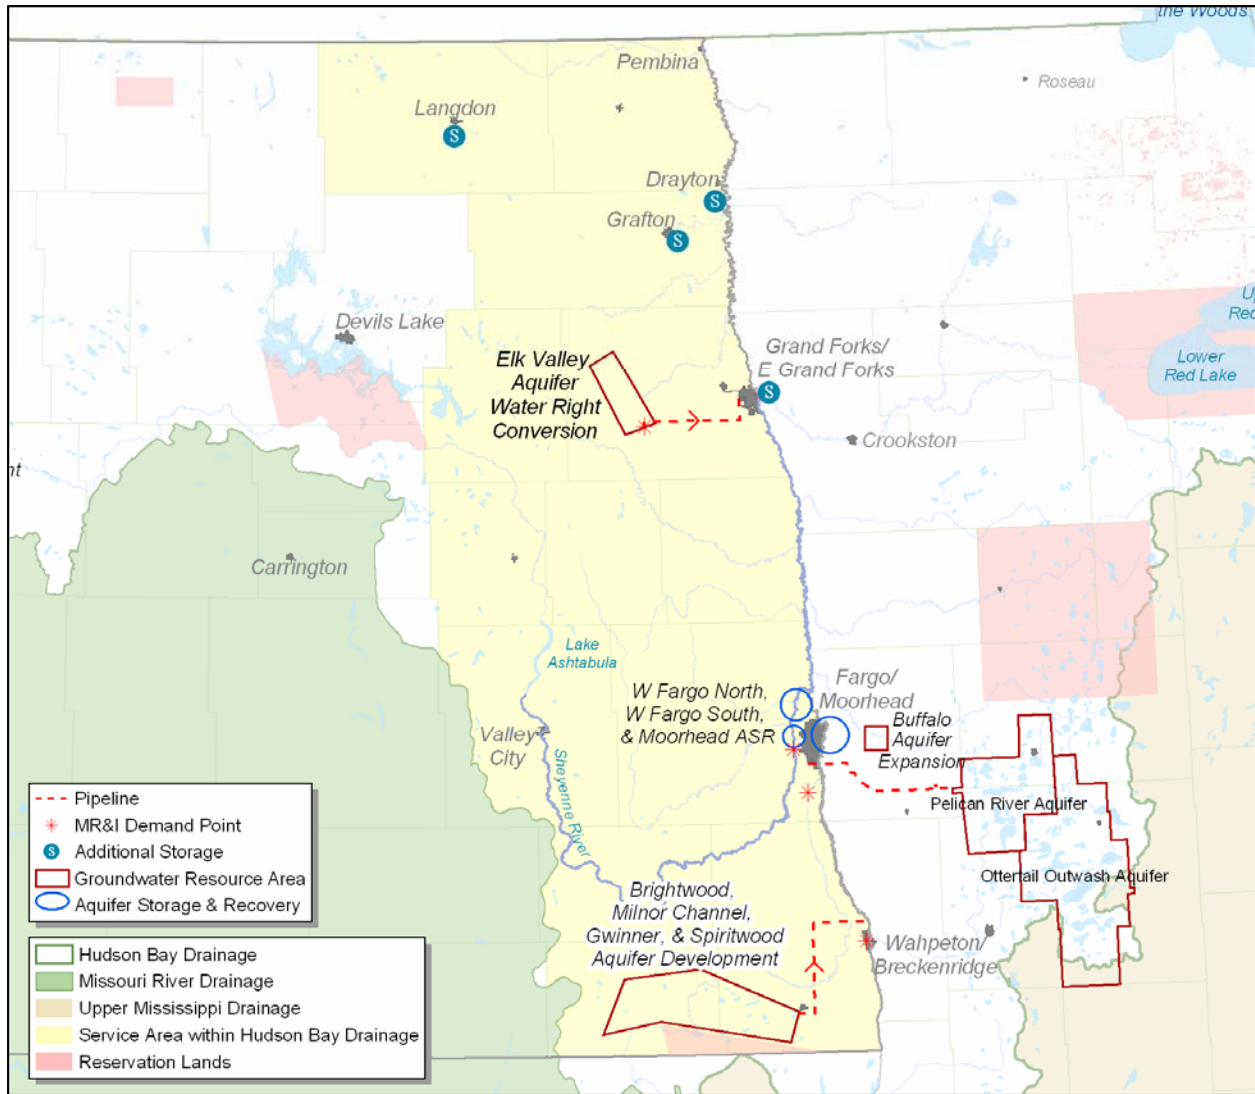 the Woods
Pembina
Roseau
Langdon
S
Drayton
S
Grafton
S
Devils Lake
Lower
Red Lake
Grand Forks/
E Grand Forks
S
Elk Valley
Aquifer
Water Right
Conversion
Crookston
Carrington
Lake
Ashtabula
W Fargo North,
W Fargo South,
& Moorhead ASR
Fargo/
Moorhead
Buffalo
Aquifer
Expansion
Valley
City
Sheyenne River
Pelican River Aquifer
Ottertail Outwash Aquifer
Brightwood,
Milnor Channel,
Gwinner, & Spiritwood
Aquifer Development
Wahpeton/
Breckenridge
Pipeline
MR&I Demand Point
S Additional Storage
Groundwater Resource Area
Aquifer Storage & Recovery
Hudson Bay Drainage
Missouri River Drainage
Upper Mississippi Drainage
Service Area within Hudson Bay Drainage
Reservation Lands